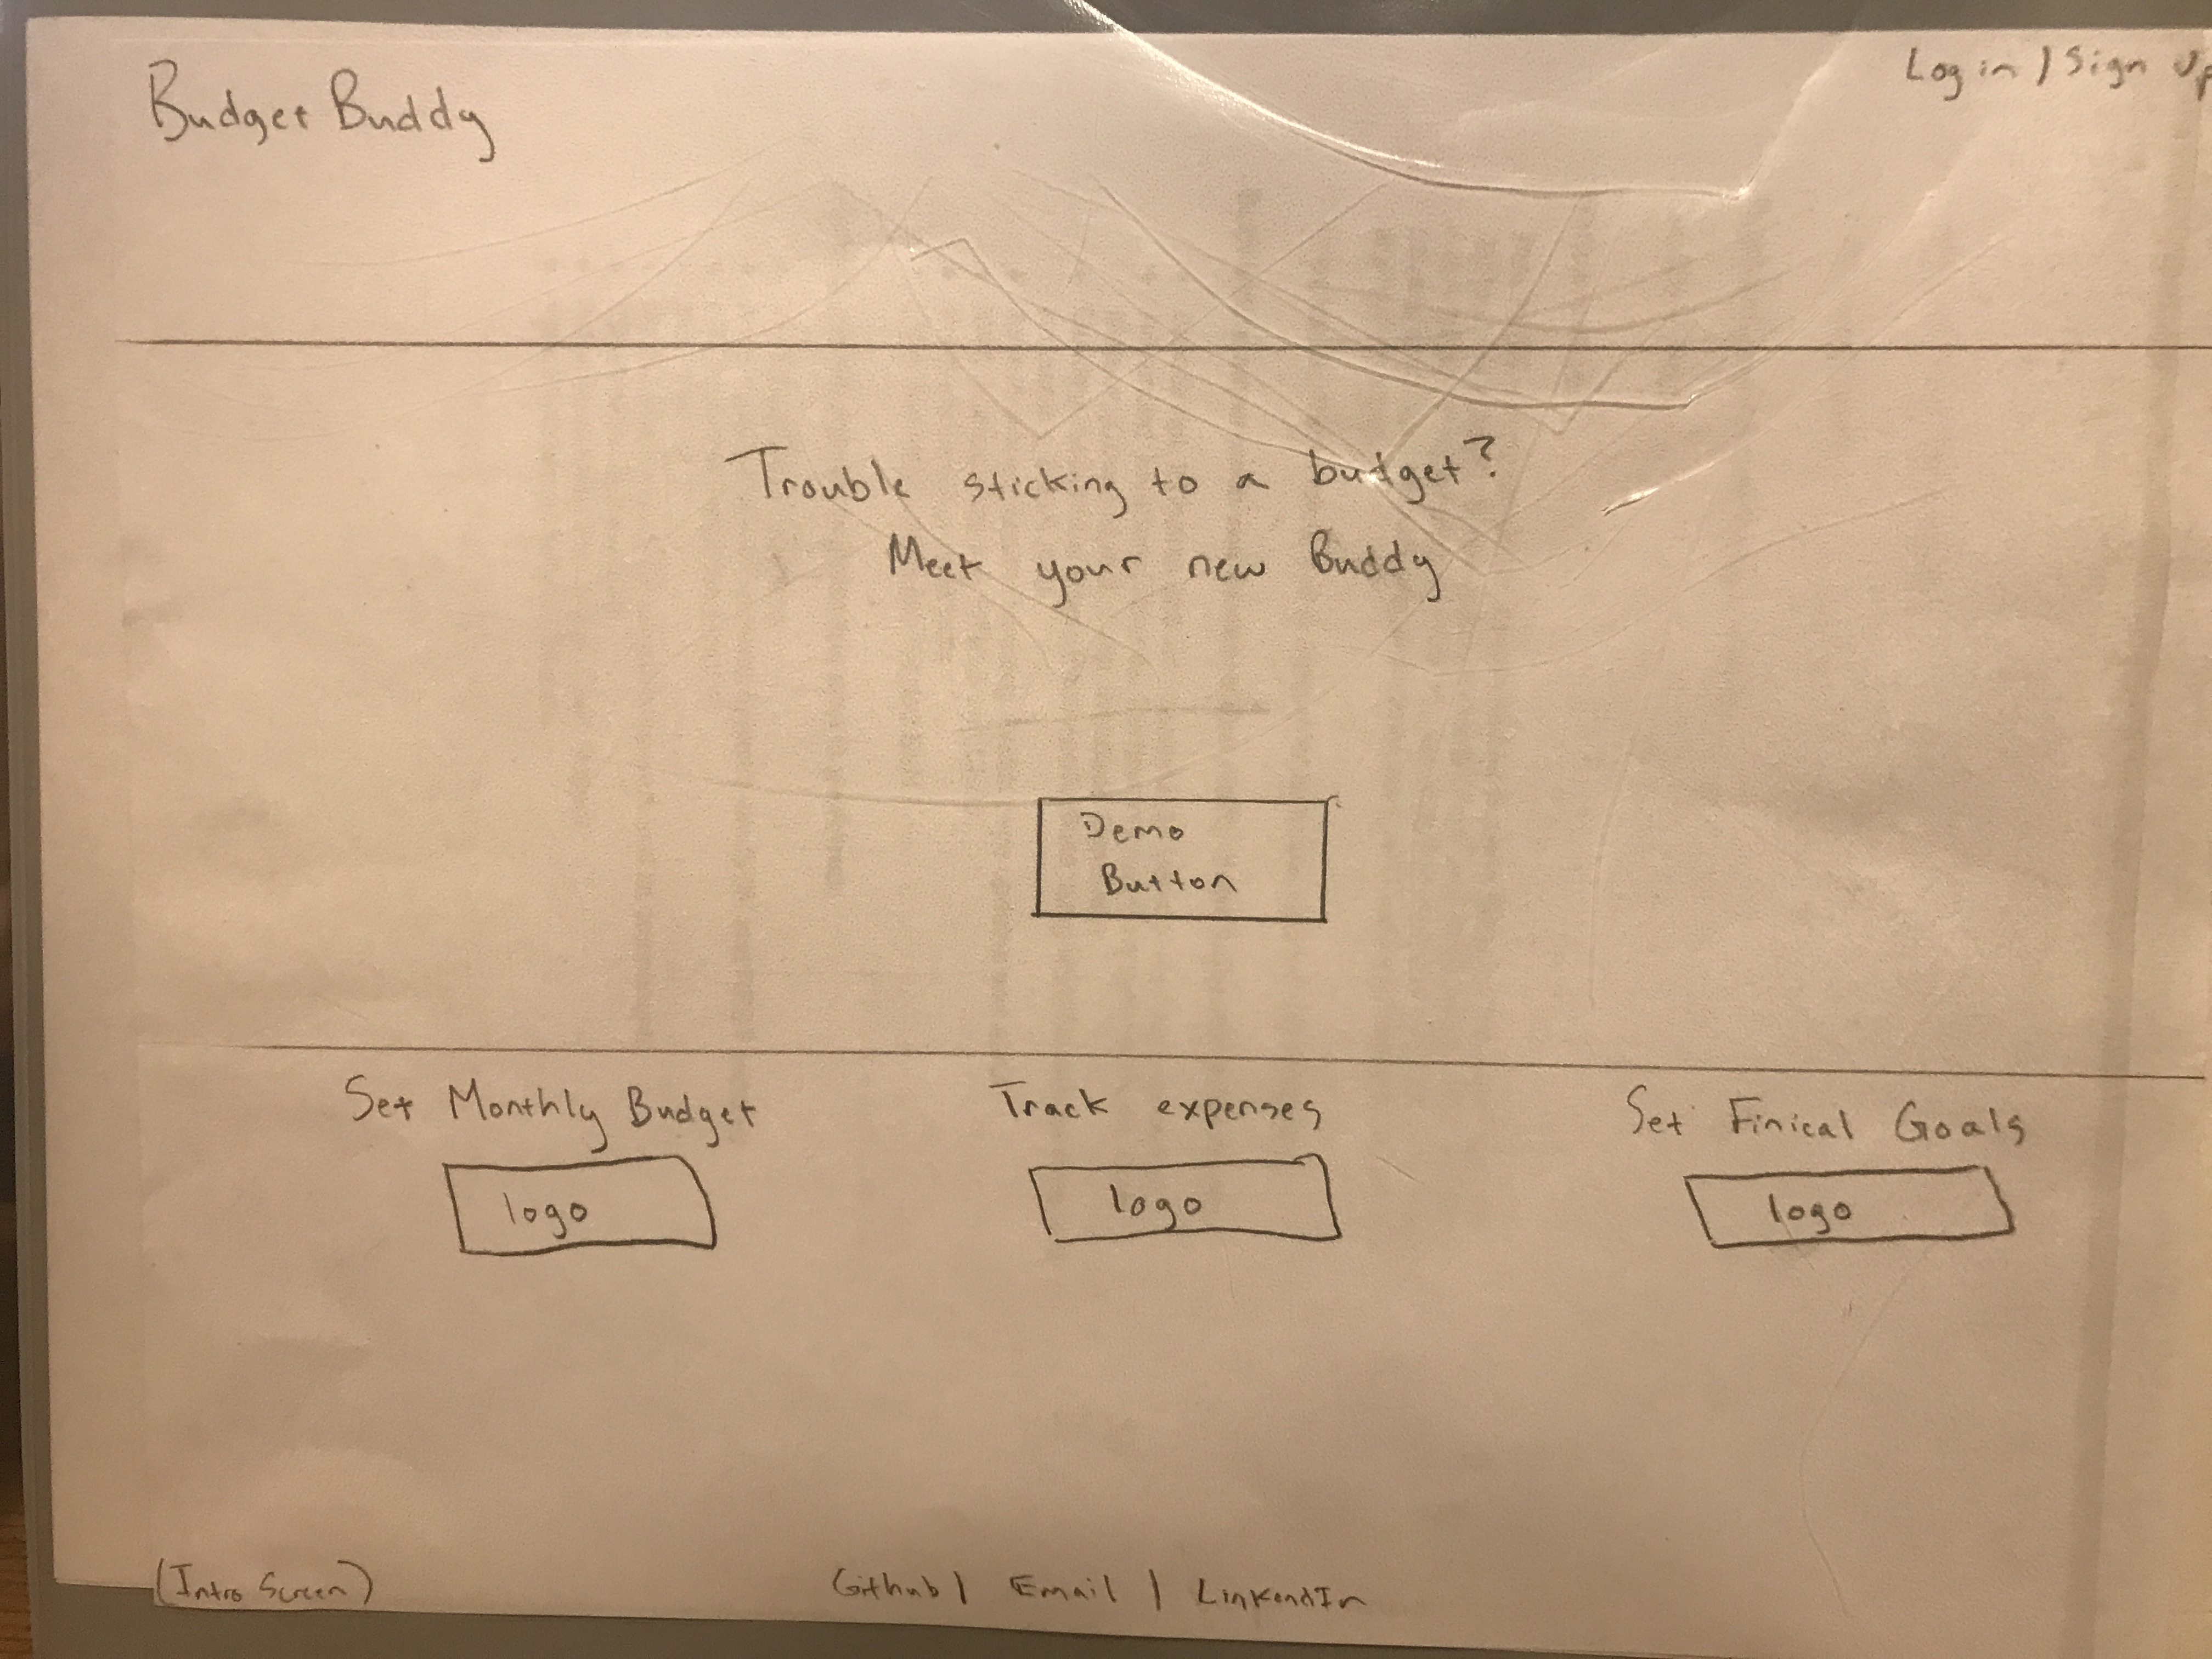 Budget Buddy
Log in / Sign Up
Trouble sticking to a budget?
Meet your new Buddy
Demo
Button
Set Monthly Budget
logo
Track expenses
logo
Set Finical Goals
logo
(Intro Screen)
Github | Email | LinkendIn